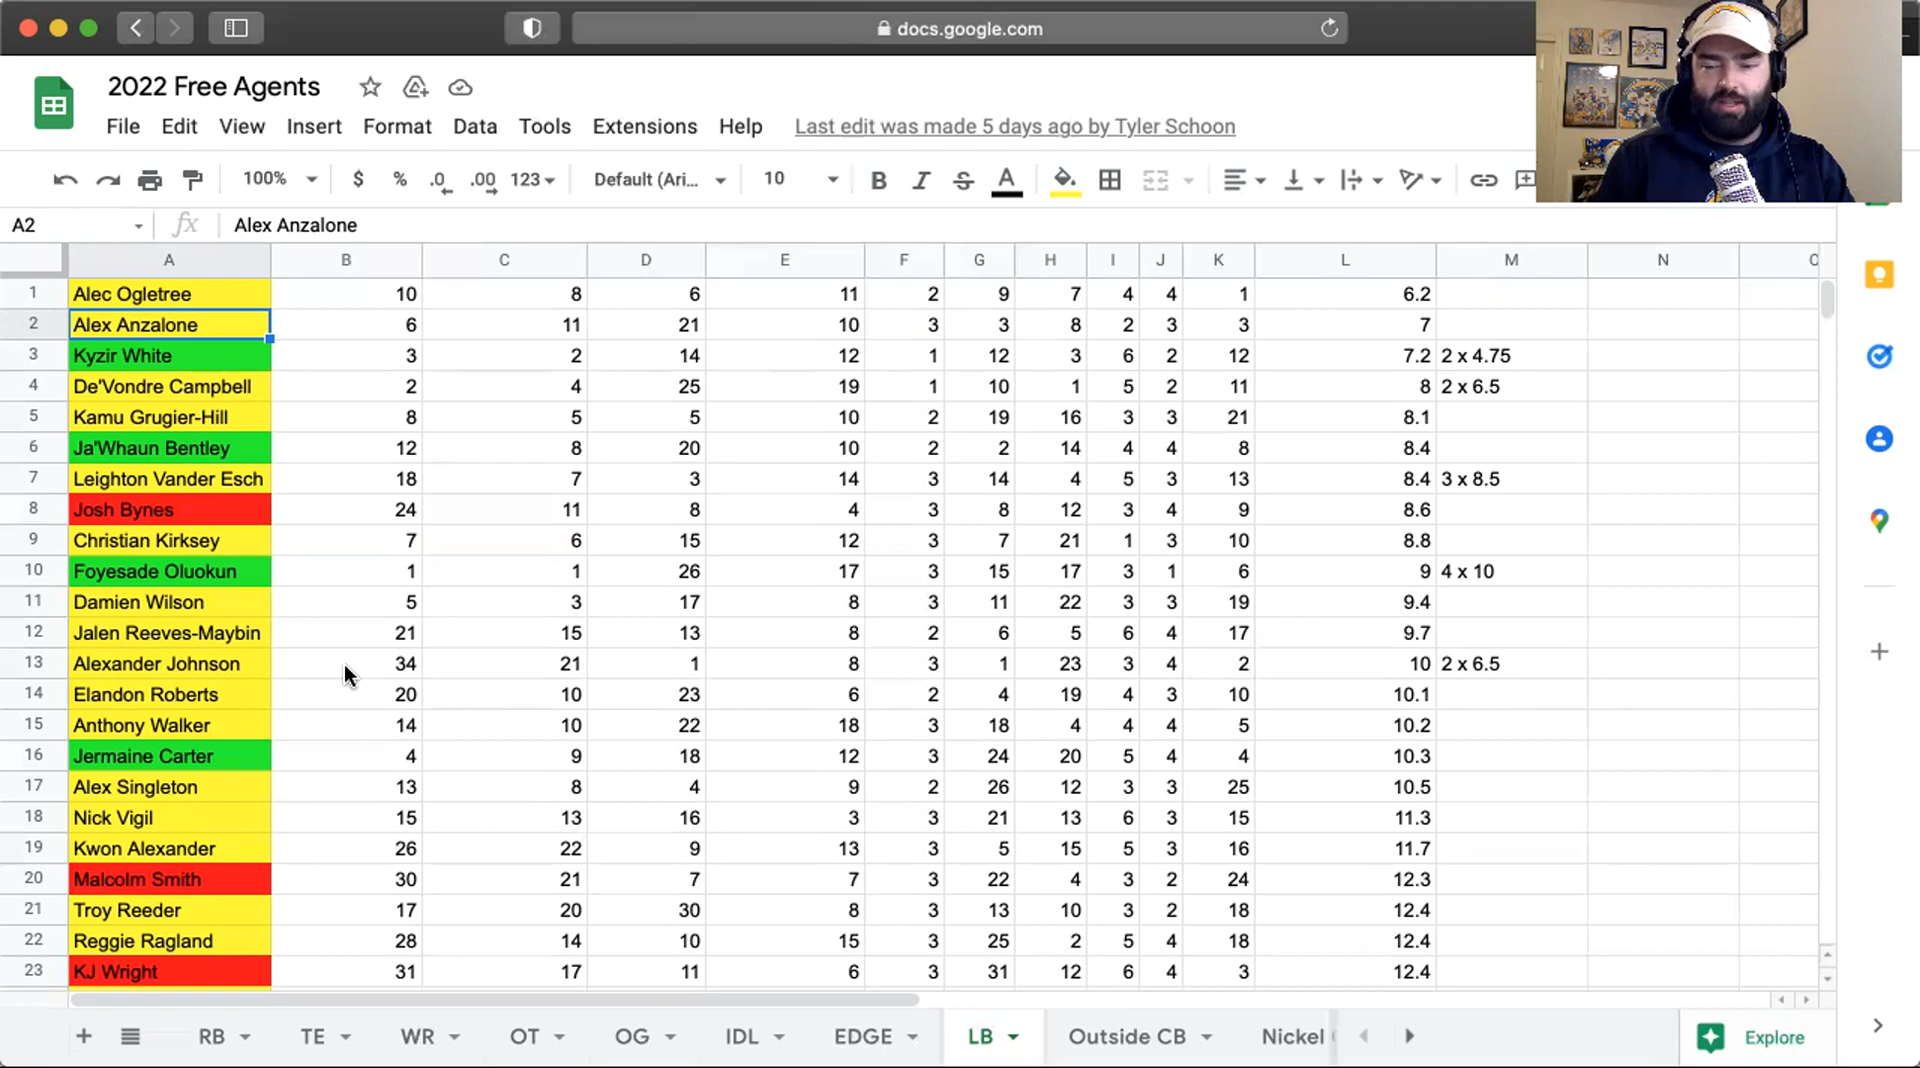 docs.google.com
2022 Free Agents
File Edit View Insert Format Data Tools Extensions Help Last edit was made 5 days ago by Tyler Schoon
100% $ % .0 .00 123 Default (Ari... 10 B I S A
A2 fx Alex Anzalone
A B C D E F G H I J K L M N
1 Alec Ogletree 10 8 6 11 2 9 7 4 4 1 6.2
2 Alex Anzalone 6 11 21 10 3 3 8 2 3 3 7
3 Kyzir White 3 2 14 12 1 12 3 6 2 12 7.2 2 x 4.75
4 De'Vondre Campbell 2 4 25 19 1 10 1 5 2 11 8 2 x 6.5
5 Kamu Grugier-Hill 8 5 5 10 2 19 16 3 3 21 8.1
6 Ja'Whaun Bentley 12 8 20 10 2 2 14 4 4 8 8.4
7 Leighton Vander Esch 18 7 3 14 3 14 4 5 3 13 8.4 3 x 8.5
8 Josh Bynes 24 11 8 4 3 8 12 3 4 9 8.6
9 Christian Kirksey 7 6 15 12 3 7 21 1 3 10 8.8
10 Foyesade Oluokun 1 1 26 17 3 15 17 3 1 6 9 4 x 10
11 Damien Wilson 5 3 17 8 3 11 22 3 3 19 9.4
12 Jalen Reeves-Maybin 21 15 13 8 2 6 5 6 4 17 9.7
13 Alexander Johnson 34 21 1 8 3 1 23 3 4 2 10 2 x 6.5
14 Elandon Roberts 20 10 23 6 2 4 19 4 3 10 10.1
15 Anthony Walker 14 10 22 18 3 18 4 4 4 5 10.2
16 Jermaine Carter 4 9 18 12 3 24 20 5 4 4 10.3
17 Alex Singleton 13 8 4 9 2 26 12 3 3 25 10.5
18 Nick Vigil 15 13 16 3 3 21 13 6 3 15 11.3
19 Kwon Alexander 26 22 9 13 3 5 15 5 3 16 11.7
20 Malcolm Smith 30 21 7 7 3 22 4 3 2 24 12.3
21 Troy Reeder 17 20 30 8 3 13 10 3 2 18 12.4
22 Reggie Ragland 28 14 10 15 3 25 2 5 4 18 12.4
23 KJ Wright 31 17 11 6 3 31 12 6 4 3 12.4
RB TE WR OT OG IDL EDGE LB Outside CB Nickel Explore